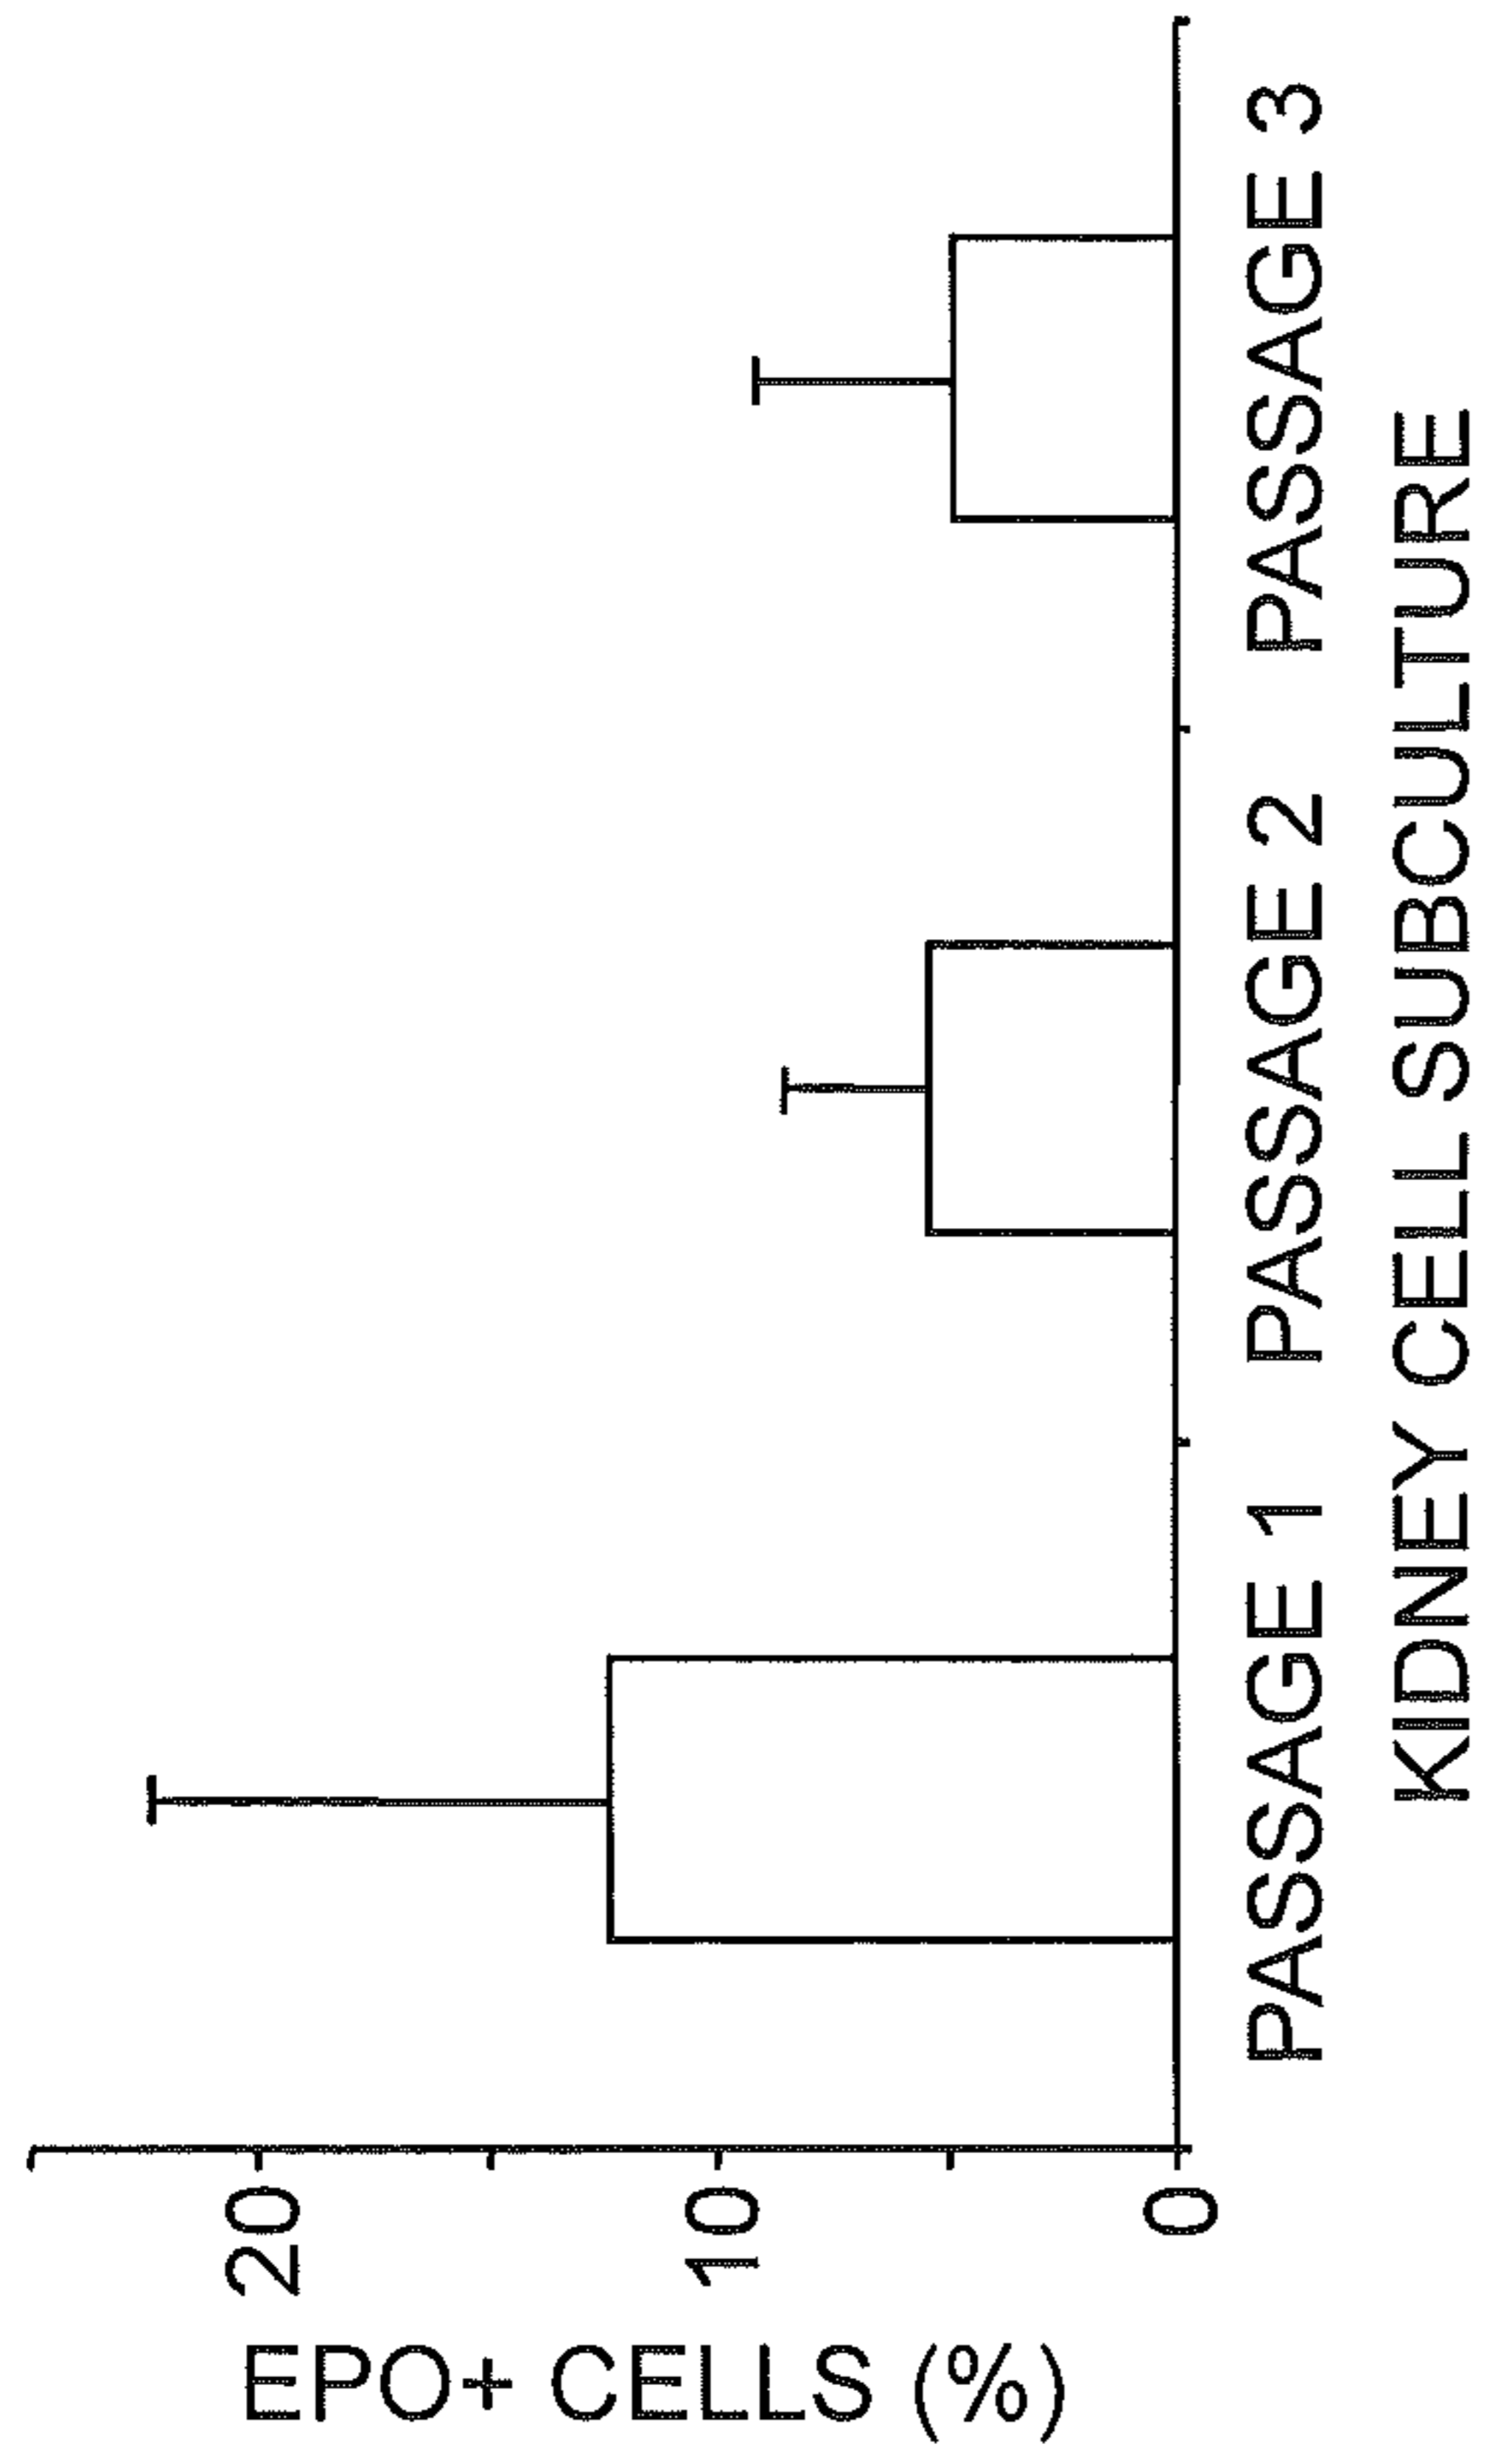 EPO+ CELLS (%)
20
10
0
PASSAGE 1 PASSAGE 2 PASSAGE 3
KIDNEY CELL SUBCULTURE